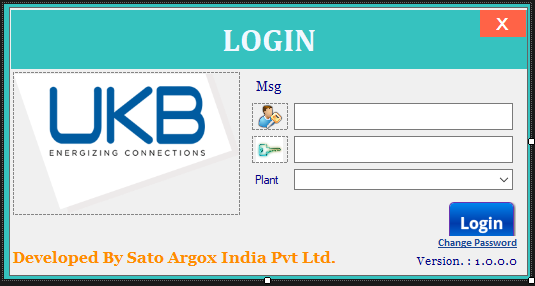 X
LOGIN
UKB
ENERGIZING CONNECTIONS
Msg
Plant
Login
Change Password
Developed By Sato Argox India Pvt Ltd.
Version. : 1.0.0.0